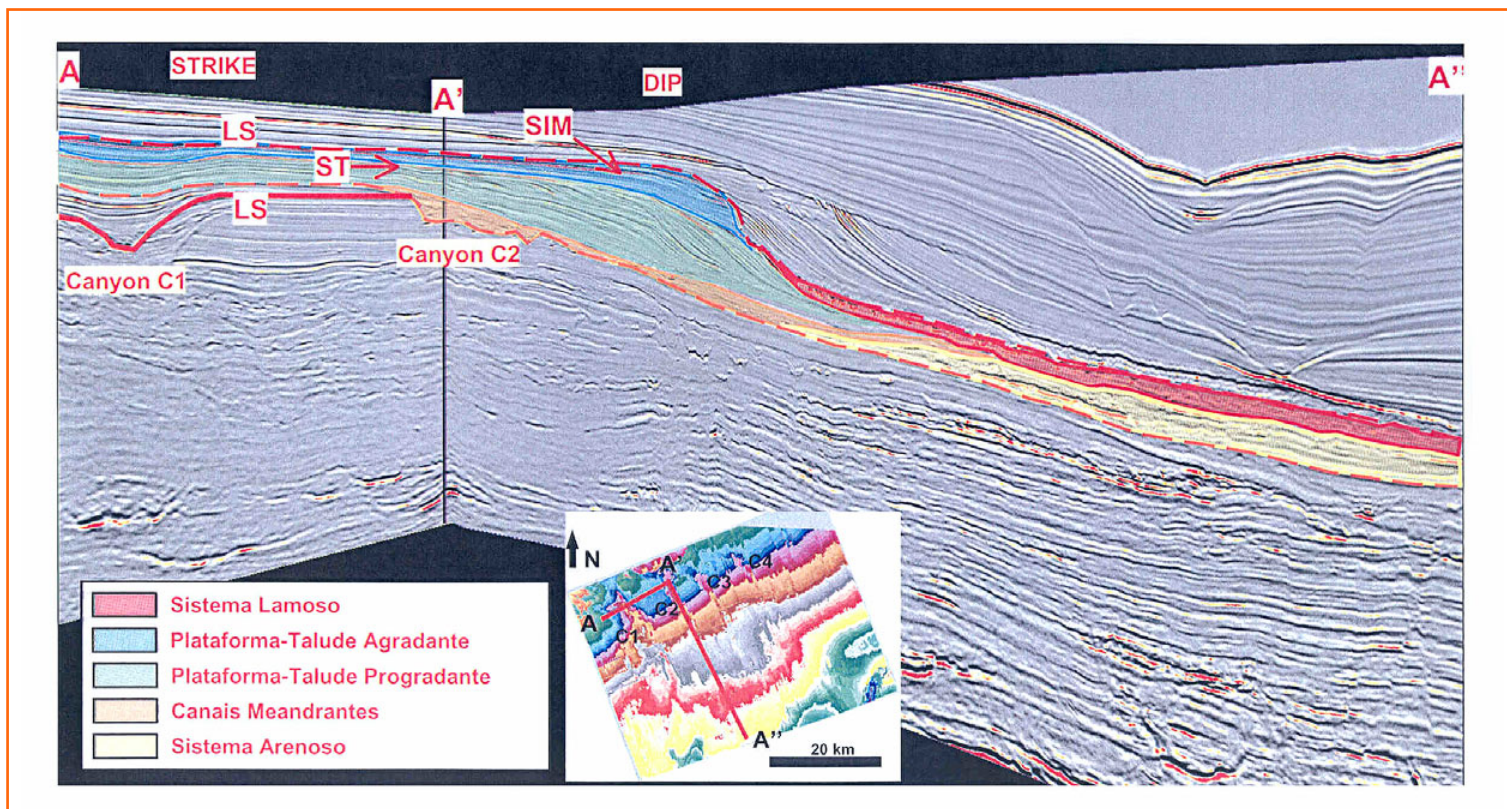 A
STRIKE
A'
DIP
A''
LS
SIM
ST
LS
Canyon C1
Canyon C2
Sistema Lamoso
Plataforma-Talude Agradante
Plataforma-Talude Progradante
Canais Meandrantes
Sistema Arenoso
N
A'
C4
C3
C2
A
C1
A''
20 km